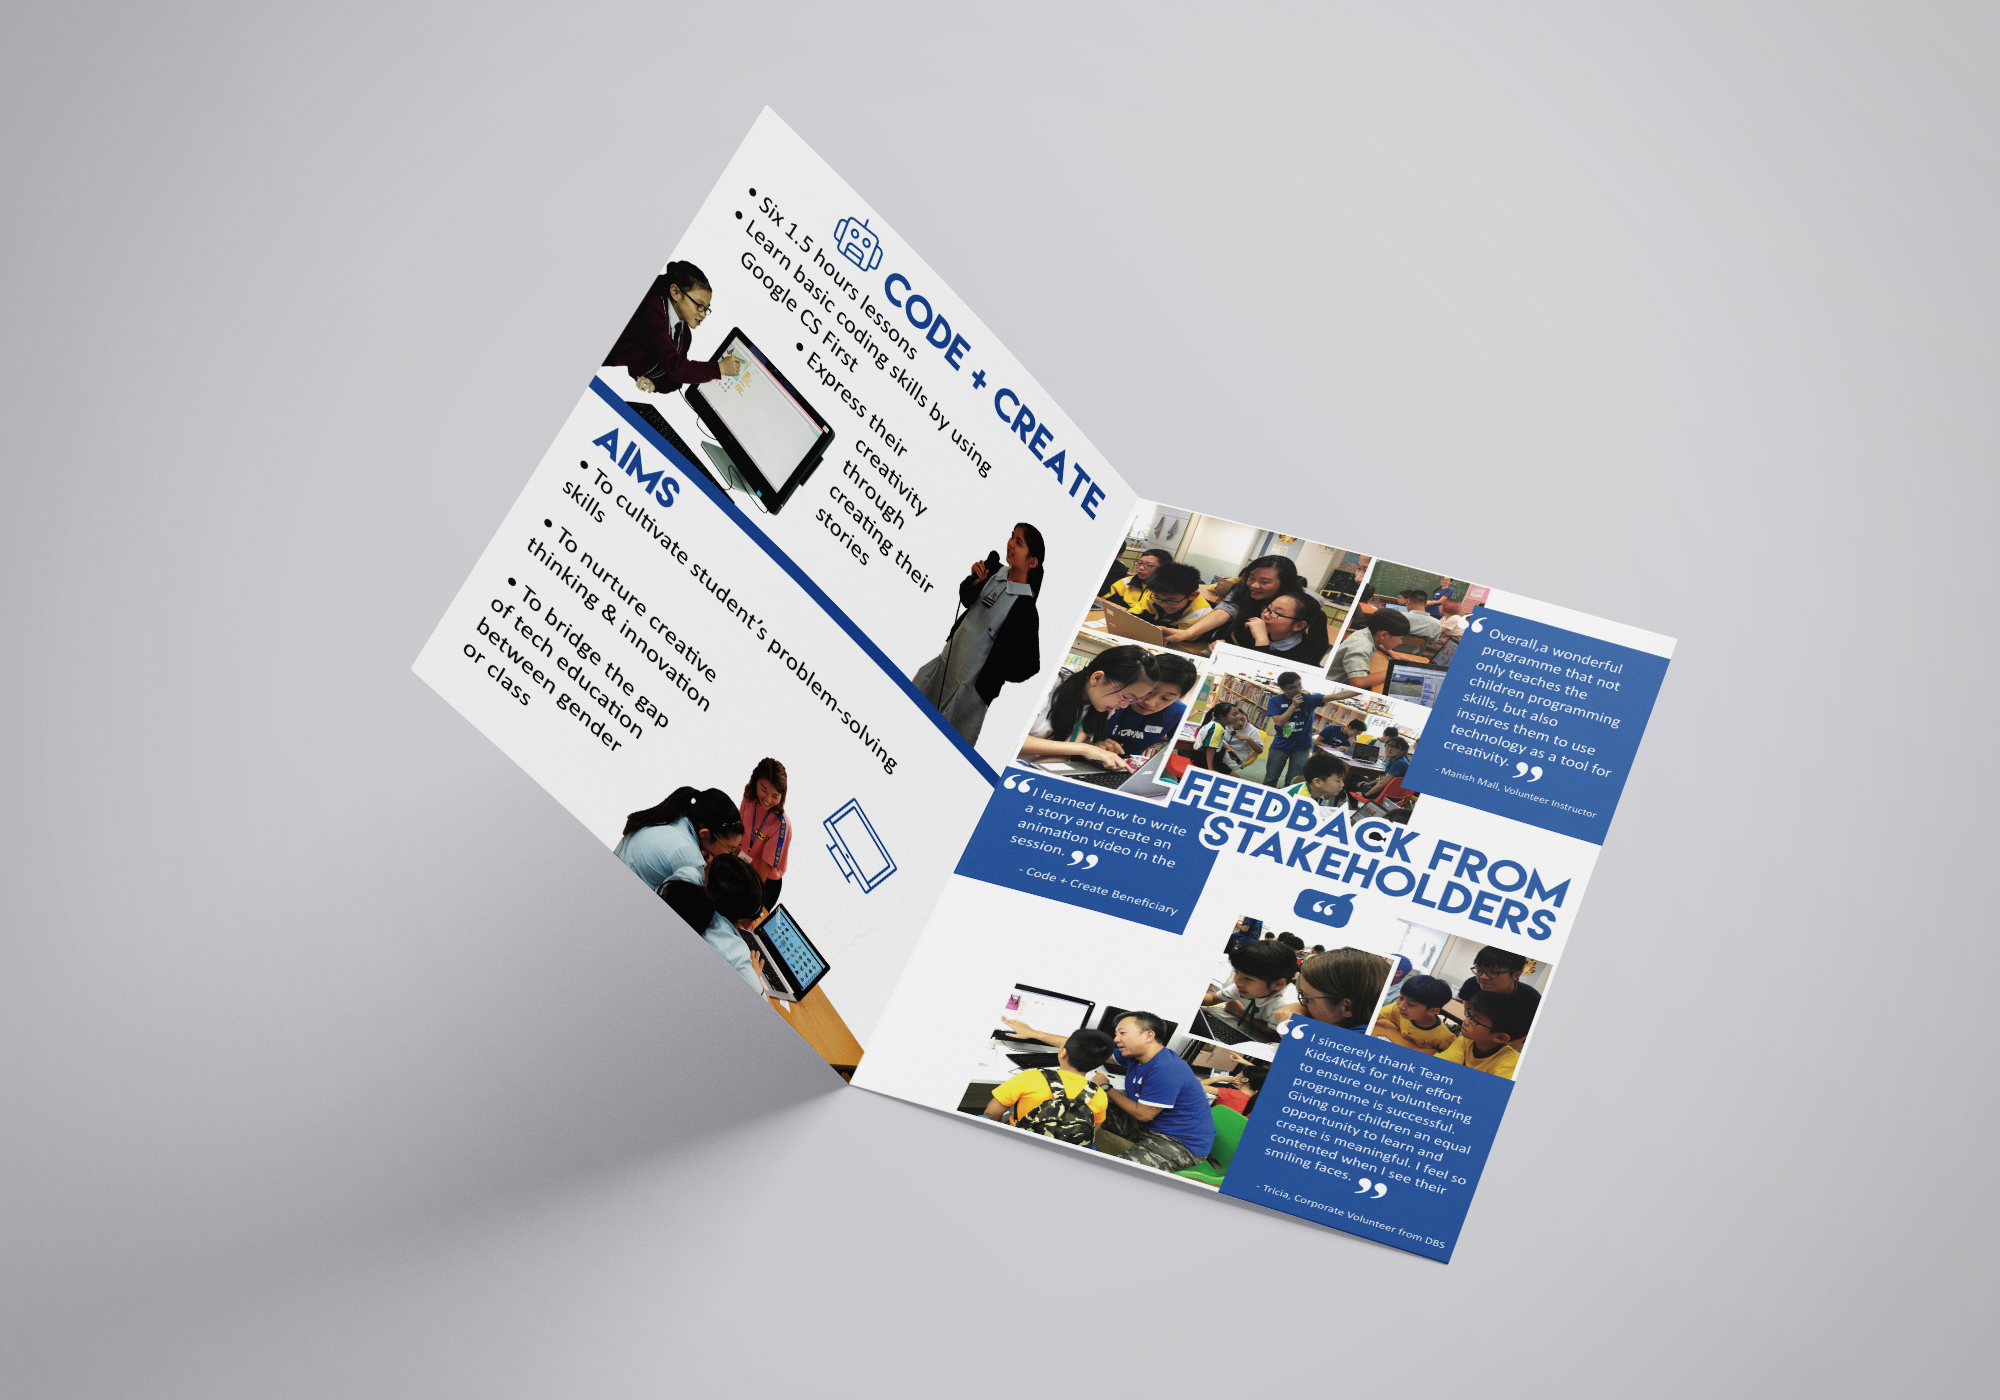 CODE + CREATE
• Six 1.5 hours lessons
• Learn basic coding skills by using
Google CS First
• Express their
creativity
through
creating their
stories
AIMS
• To cultivate student's problem-solving
skills
• To nurture creative
thinking & innovation
• To bridge the gap
of tech education
between gender
or class
“ Overall,a wonderful
programme that not
only teaches the
children programming
skills, but also
inspires them to use
technology as a tool for
creativity. ”
- Manish Mall, Volunteer Instructor
“ I learned how to write
a story and create an
animation video in the
session. ”
- Code + Create Beneficiary
FEEDBACK FROM
STAKEHOLDERS
“
“ I sincerely thank Team
Kids4Kids for their effort
to ensure our volunteering
programme is successful.
Giving our children an equal
opportunity to learn and
create is meaningful. I feel so
contented when I see their
smiling faces. ”
- Tricia, Corporate Volunteer from DBS